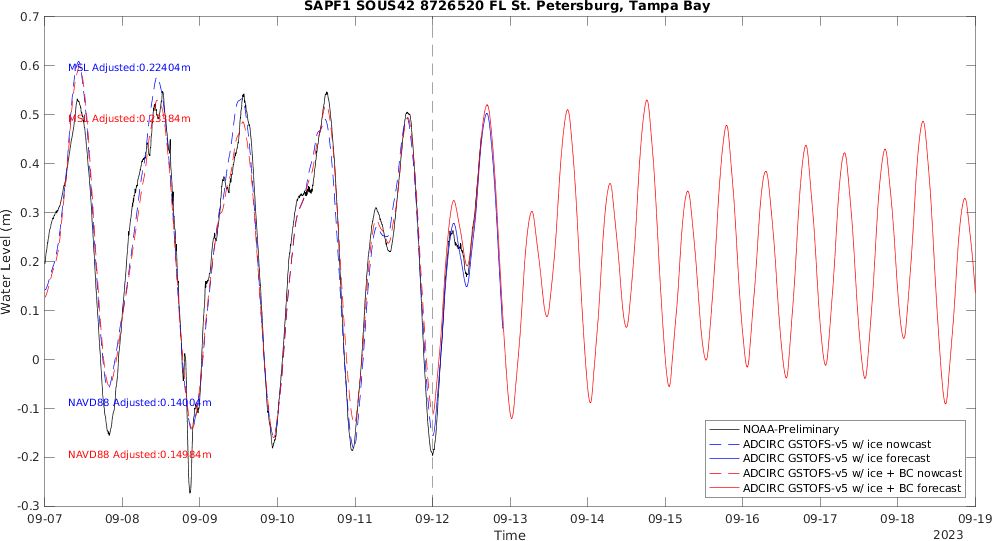 SAPF1 SOUS42 8726520 FL St. Petersburg, Tampa Bay
0.7
0.6
0.5
0.4
0.3
0.2
0.1
0
-0.1
-0.2
-0.3
Water Level (m)
MSL Adjusted:0.22404m
MSL Adjusted:0.23384m
NAVD88 Adjusted:0.14004m
NAVD88 Adjusted:0.14984m
NOAA-Preliminary
ADCIRC GSTOFS-v5 w/ ice nowcast
ADCIRC GSTOFS-v5 w/ ice forecast
ADCIRC GSTOFS-v5 w/ ice + BC nowcast
ADCIRC GSTOFS-v5 w/ ice + BC forecast
09-07 09-08 09-09 09-10 09-11 09-12 09-13 09-14 09-15 09-16 09-17 09-18 09-19
Time
2023